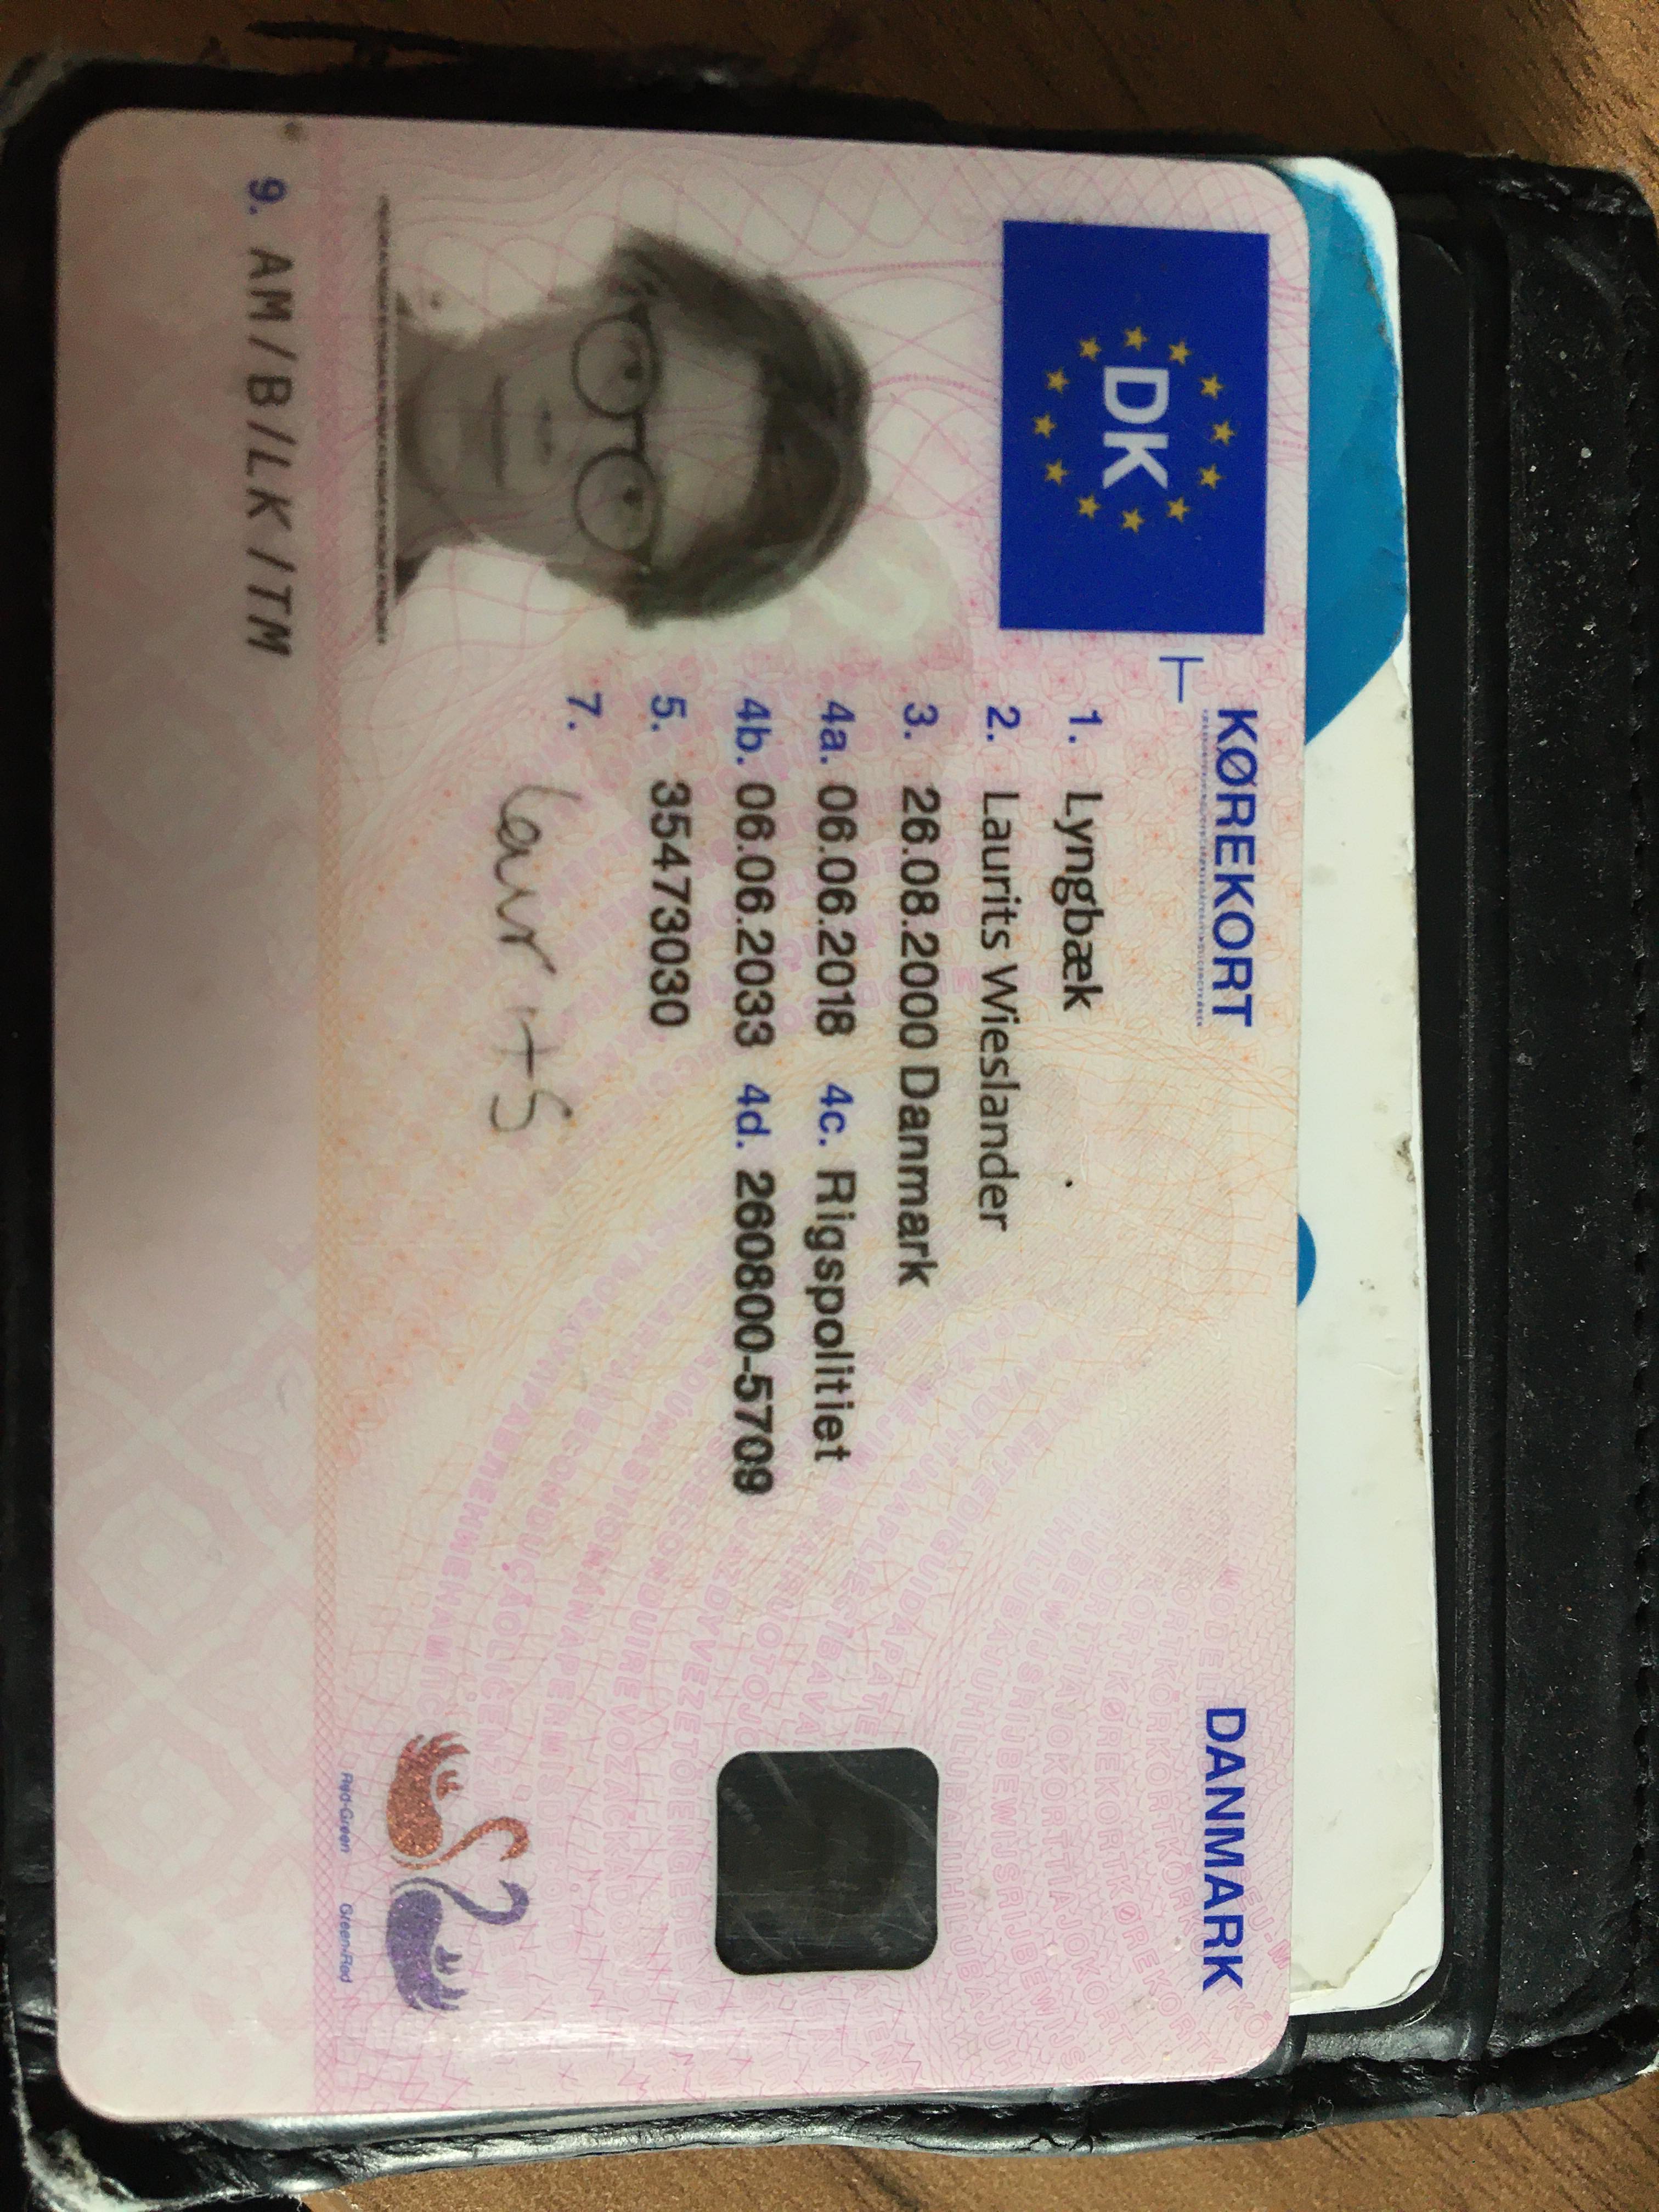 KØREKORT DANMARK
DK
1. Lyngbæk
2. Laurits Wieslander
3. 26.08.2000 Danmark
4a. 06.06.2018 4c. Rigspolitiet
4b. 06.06.2033 4d. 260800-5709
5. 35473030
7. Laurits
9. AM/B/LK/TM
Red-Green Green-Red